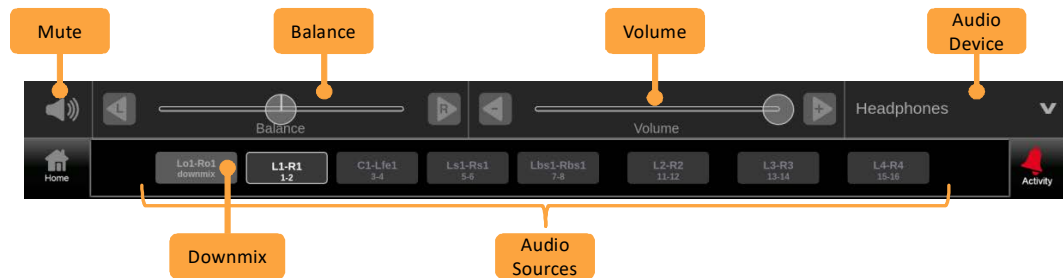 Mute
Balance
Volume
Audio
Device
L
R
-
+
Headphones
Balance
Volume
Home
Lo1-Ro1
downmix
L1-R1
1-2
C1-Lfe1
3-4
Ls1-Rs1
5-6
Lbs1-Rbs1
7-8
L2-R2
11-12
L3-R3
13-14
L4-R4
15-16
Activity
Downmix
Audio
Sources